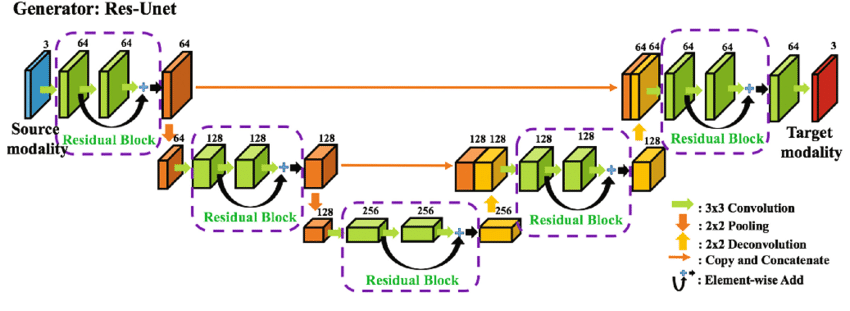 Generator: Res-Unet
3
64
64
64
64 64
64
64
64
3
Source
modality
Residual Block
Residual Block
Target
modality
64
128
128
128
128 128
128
128
128
Residual Block
Residual Block
128
256
256
256
Residual Block
: 3x3 Convolution
: 2x2 Pooling
: 2x2 Deconvolution
: Copy and Concatenate
: Element-wise Add